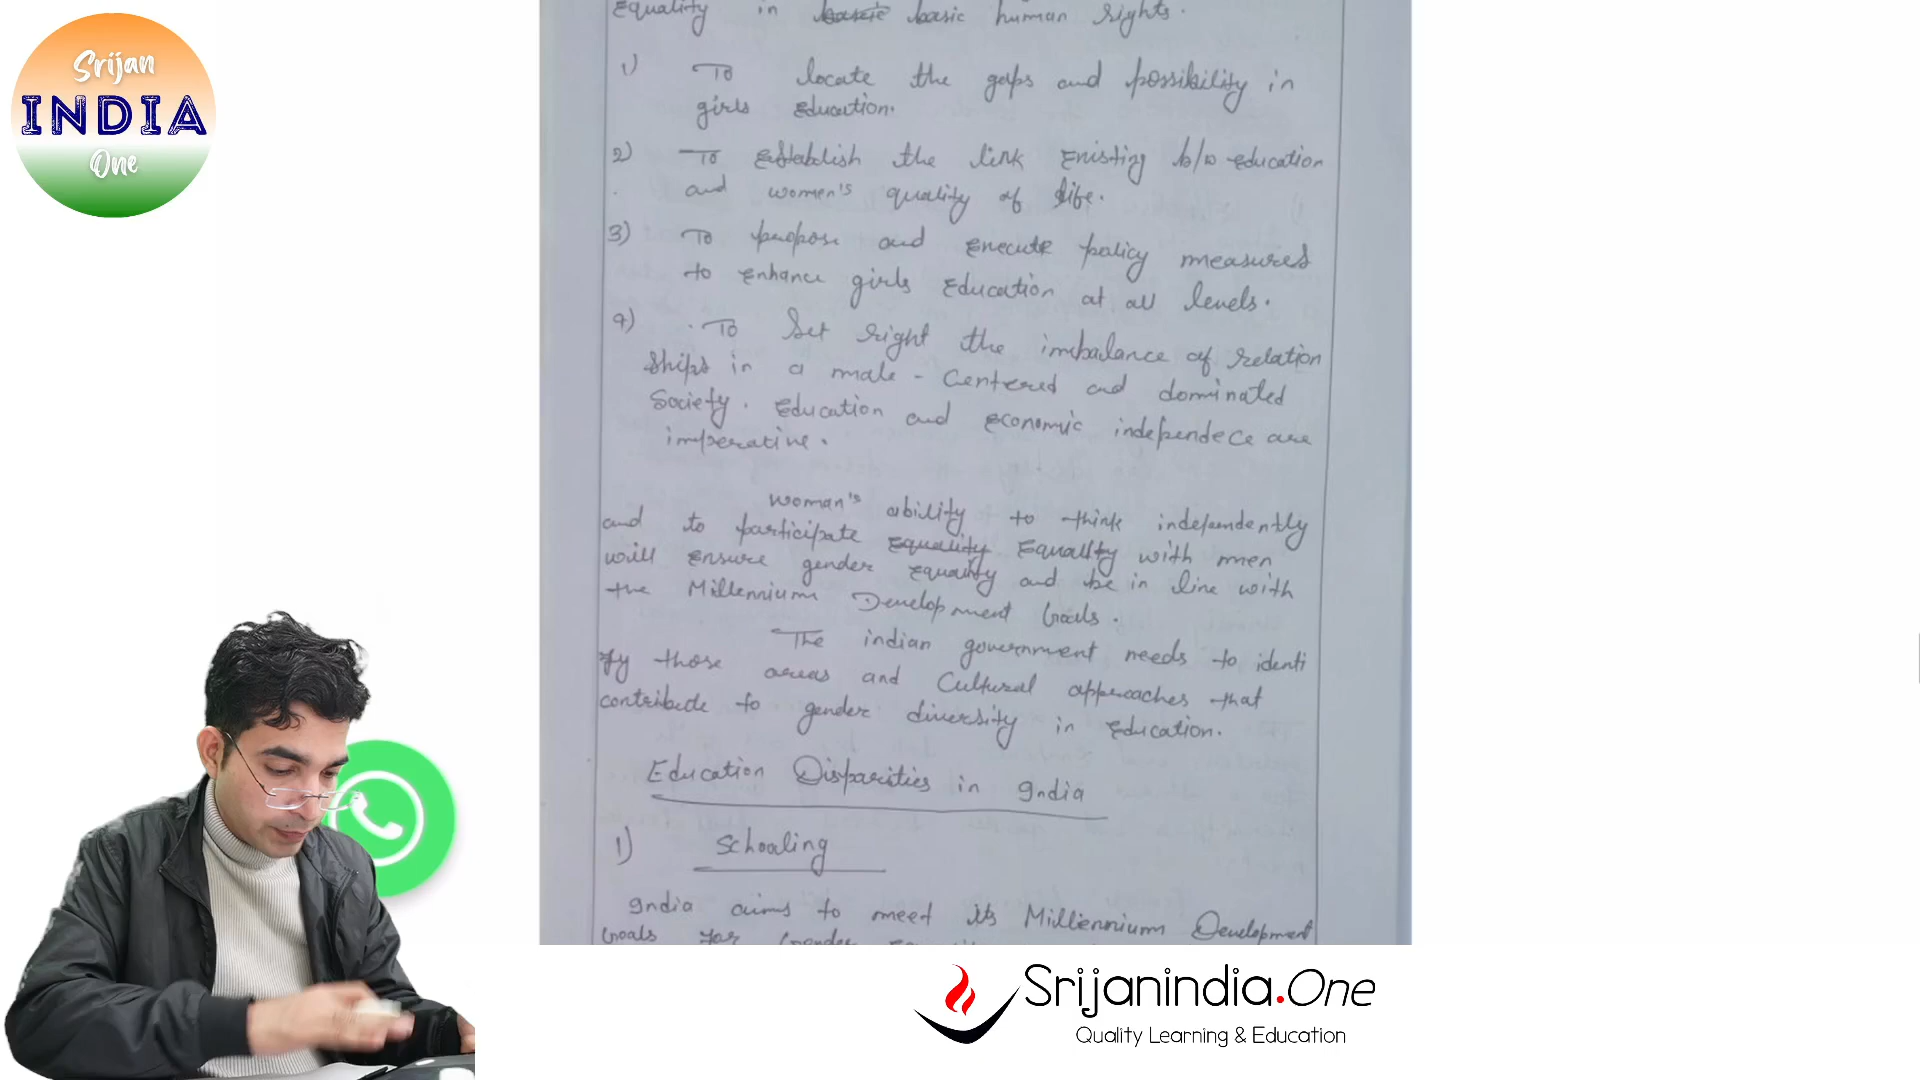 Srijan
INDIA
One
Equality in basic basic human rights.
1) To locate the gaps and possibility in
girls Education.
2) To Establish the link Existing b/w education
and women's quality of life.
3) To propose and Execute policy measures
to Enhance girls Education at all levels.
4) To Set right the imbalance of relation
Ships in a male - Centered and dominated
Society. Education and Economic independece are
imperative.
Woman's ability to think independently
and to participate Equality Equality with men
will Ensure gender Equality and be in line with
the Millennium Development Goals.
The indian government needs to identi
fy those areas and Cultural approaches that
contribute to gender diversity in Education.
Education Disparities in India
1) Schooling
India aims to meet its Millennium Development
Goals for Gender
Srijanindia.One
Quality Learning & Education